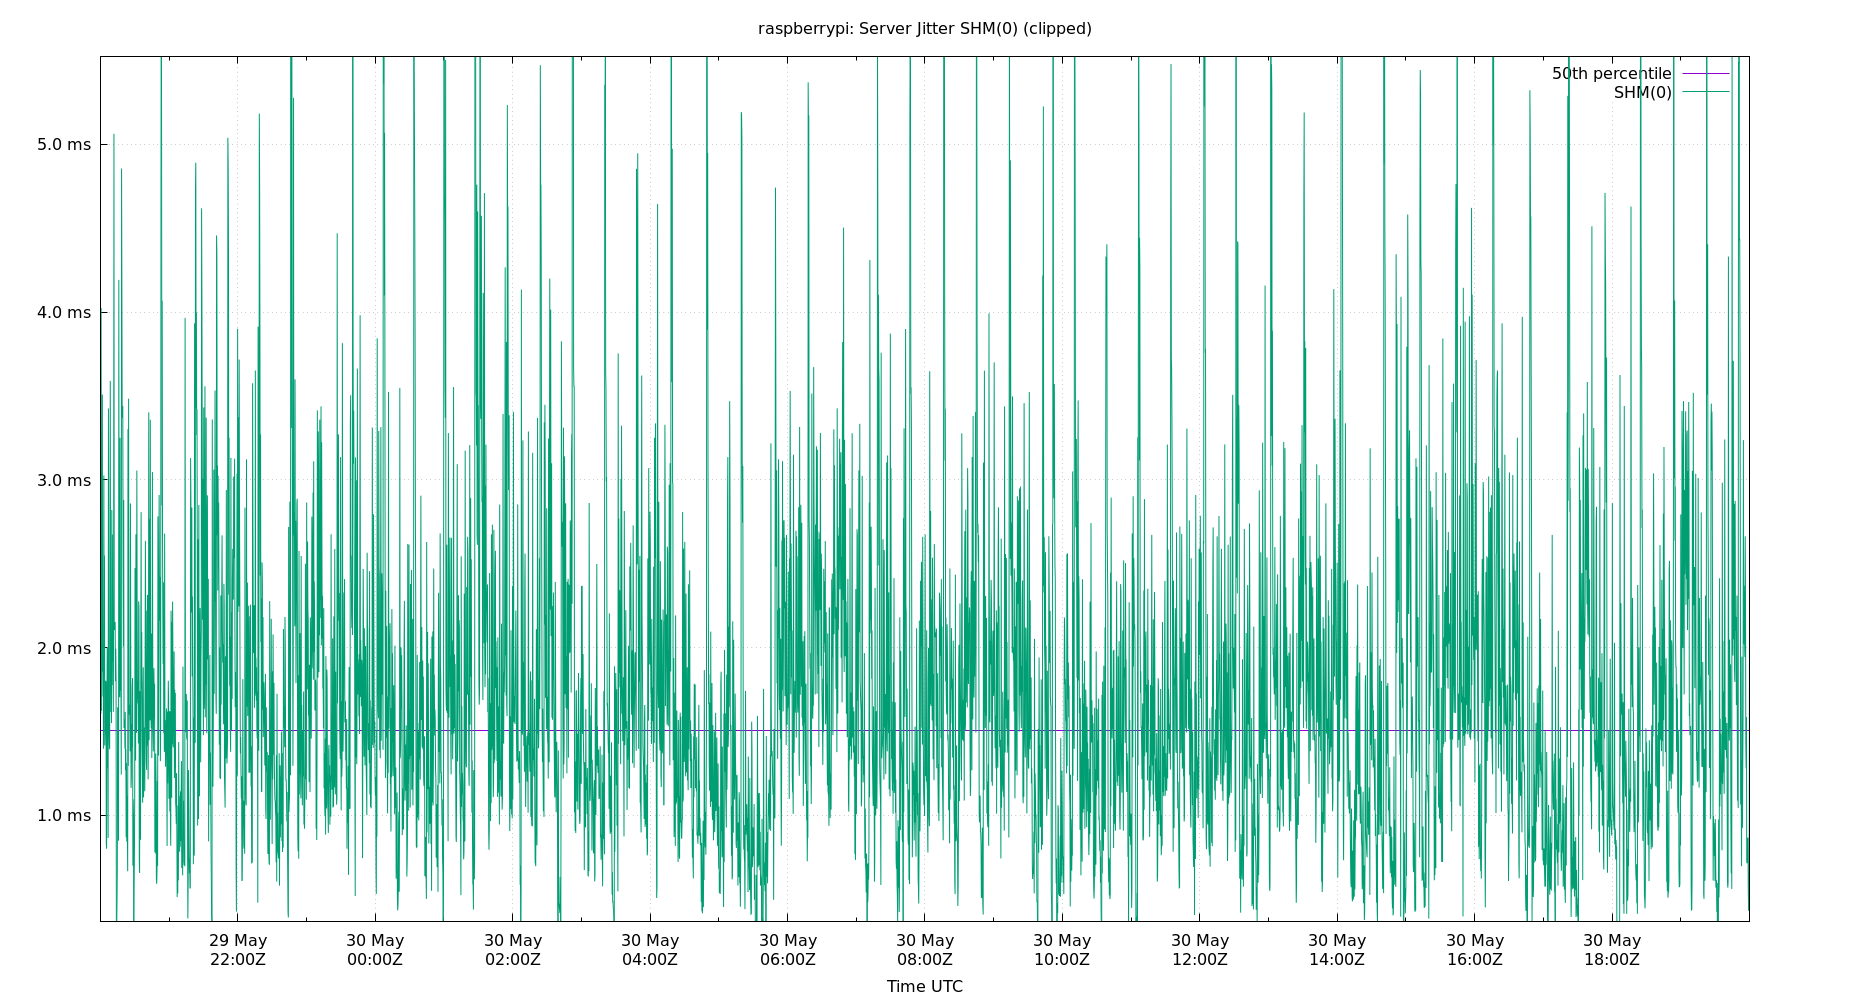 raspberrypi: Server Jitter SHM(0) (clipped)
50th percentile
SHM(0)
5.0 ms
4.0 ms
3.0 ms
2.0 ms
1.0 ms
29 May 30 May 30 May 30 May 30 May 30 May 30 May 30 May 30 May 30 May 30 May
22:00Z 00:00Z 02:00Z 04:00Z 06:00Z 08:00Z 10:00Z 12:00Z 14:00Z 16:00Z 18:00Z
Time UTC